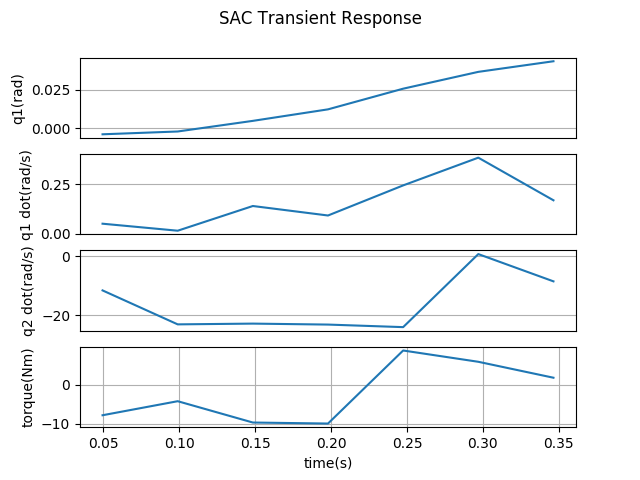 SAC Transient Response
q1(rad)
0.025
0.000
q1 dot(rad/s)
0.25
0.00
q2 dot(rad/s)
0
−20
torque(Nm)
0
−10
0.05 0.10 0.15 0.20 0.25 0.30 0.35
time(s)